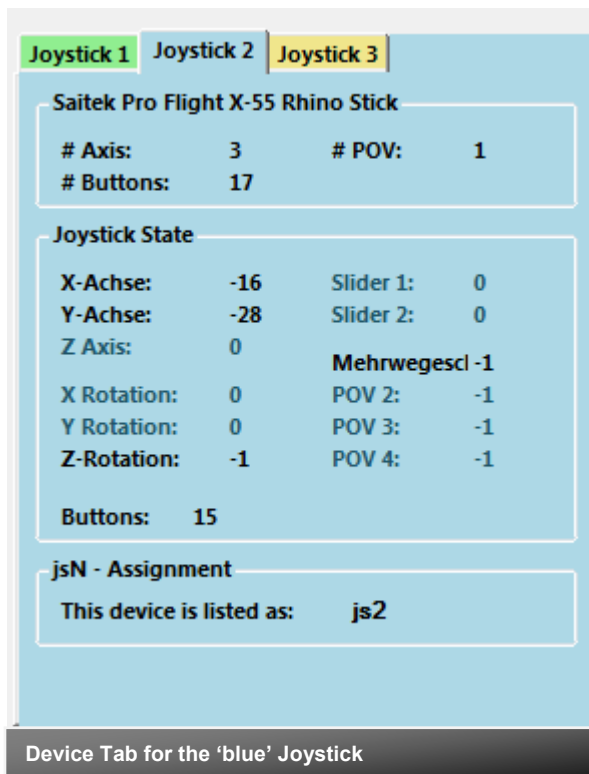 Joystick 1 Joystick 2 Joystick 3
Saitek Pro Flight X-55 Rhino Stick
# Axis: 3 # POV: 1
# Buttons: 17
Joystick State
X-Achse: -16 Slider 1: 0
Y-Achse: -28 Slider 2: 0
Z Axis: 0
Mehrwegescl -1
X Rotation: 0 POV 2: -1
Y Rotation: 0 POV 3: -1
Z-Rotation: -1 POV 4: -1
Buttons: 15
jsN - Assignment
This device is listed as: js2
Device Tab for the ‘blue’ Joystick